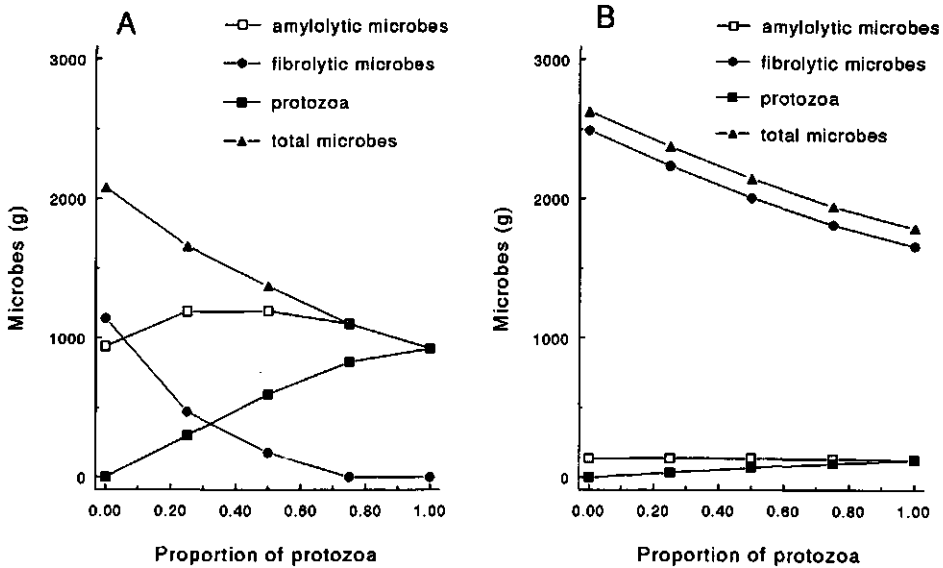 A
amylolytic microbes
fibrolytic microbes
protozoa
total microbes
3000
2000
1000
0
Microbes (g)
0.00 0.20 0.40 0.60 0.80 1.00
Proportion of protozoa
B
amylolytic microbes
fibrolytic microbes
protozoa
total microbes
3000
2000
1000
0
Microbes (g)
0.00 0.20 0.40 0.60 0.80 1.00
Proportion of protozoa